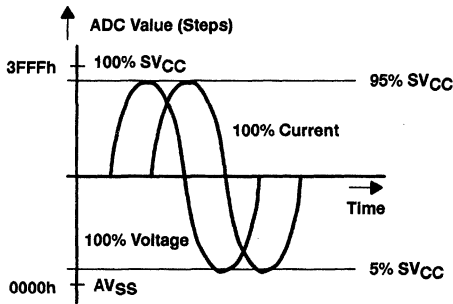 ADC Value (Steps)
3FFFh
100% SVCC
95% SVCC
100% Current
Time
100% Voltage
5% SVCC
0000h
AVSS